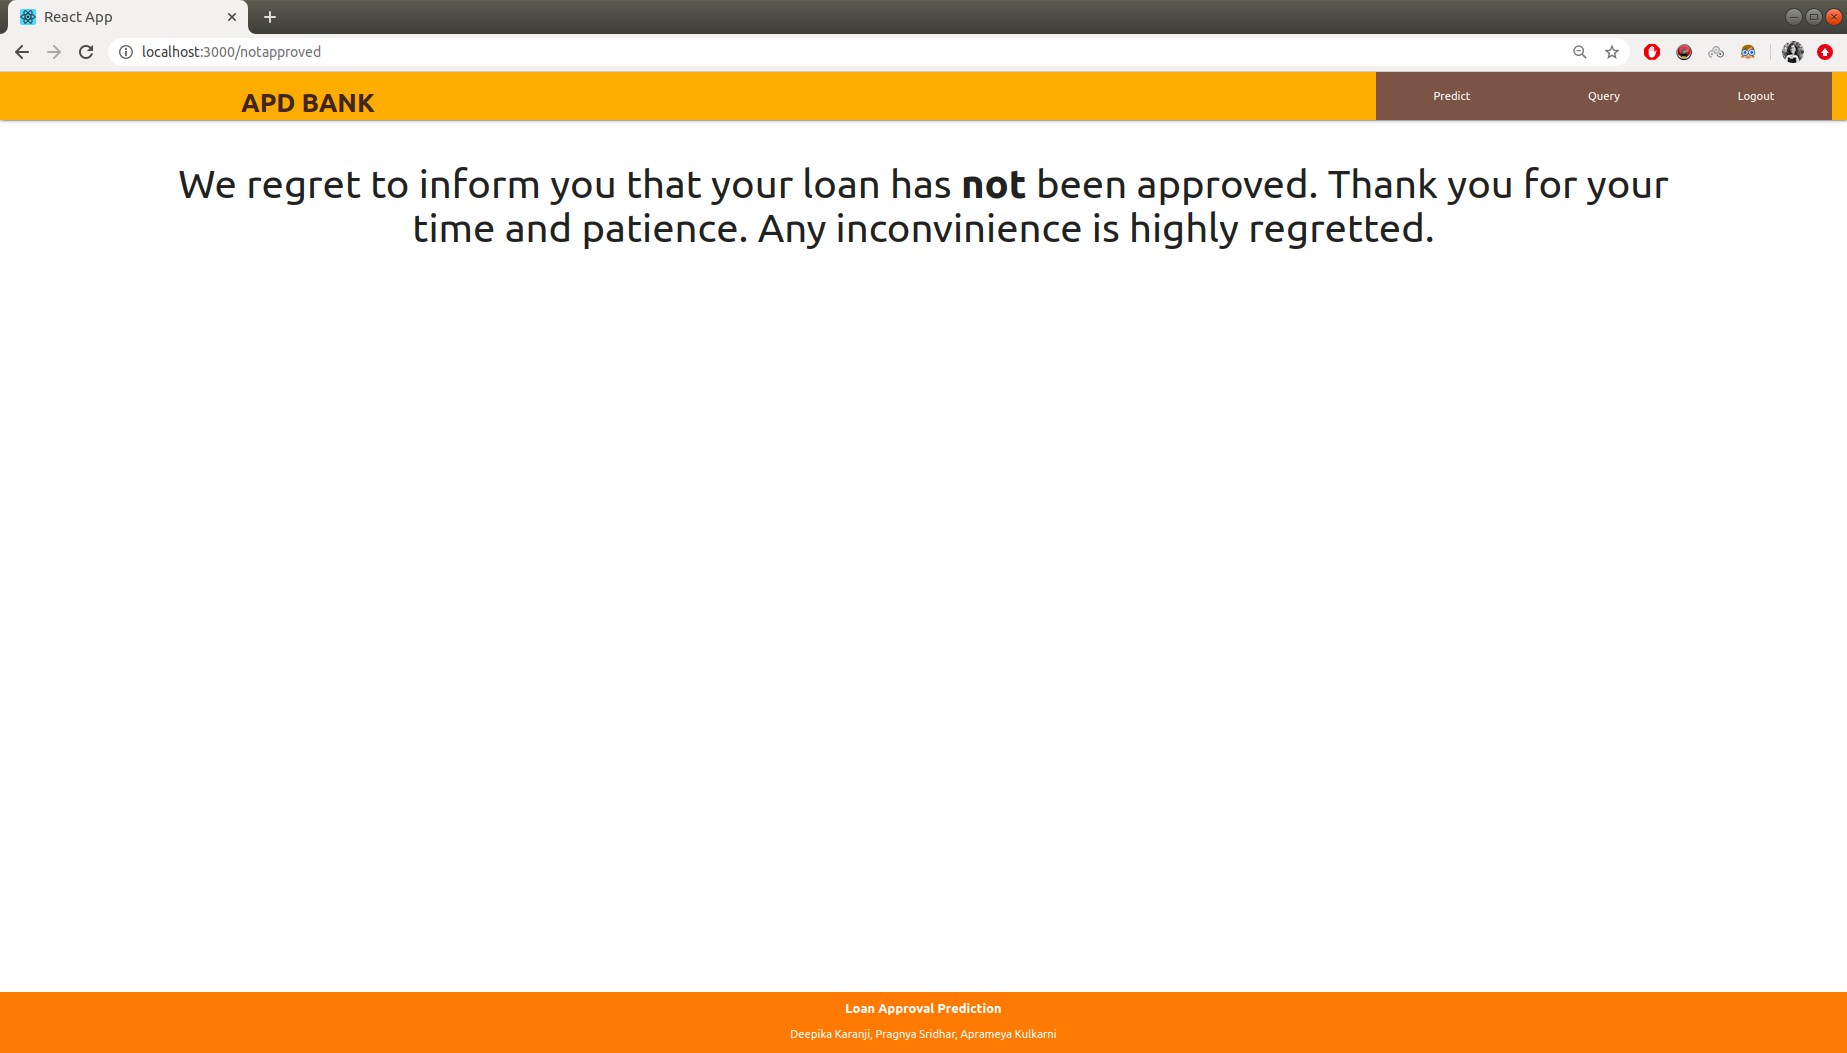 React App
localhost:3000/notapproved
APD BANK
Predict
Query
Logout
We regret to inform you that your loan has not been approved. Thank you for your
time and patience. Any inconvinience is highly regretted.
Loan Approval Prediction
Deepika Karanji, Pragnya Sridhar, Aprameya Kulkarni